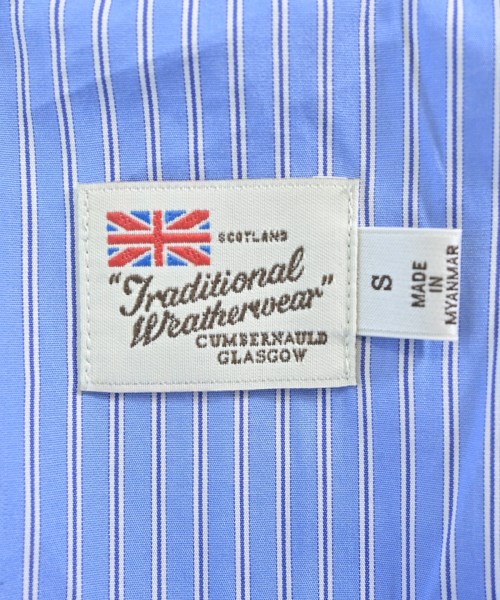 SCOTLAND
"Traditional
Weatherwear"
CUMBERNAULD
GLASGOW
S
MADE
IN
MYANMAR